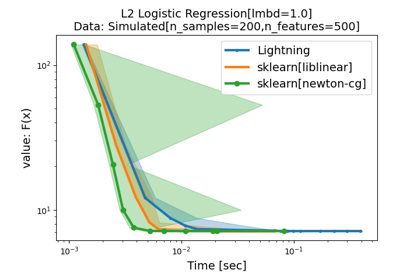 L2 Logistic Regression[lmbd=1.0]
Data: Simulated[n_samples=200,n_features=500]
Lightning
sklearn[liblinear]
sklearn[newton-cg]
value: F(x)
10²
10¹
10⁻³
10⁻²
10⁻¹
Time [sec]